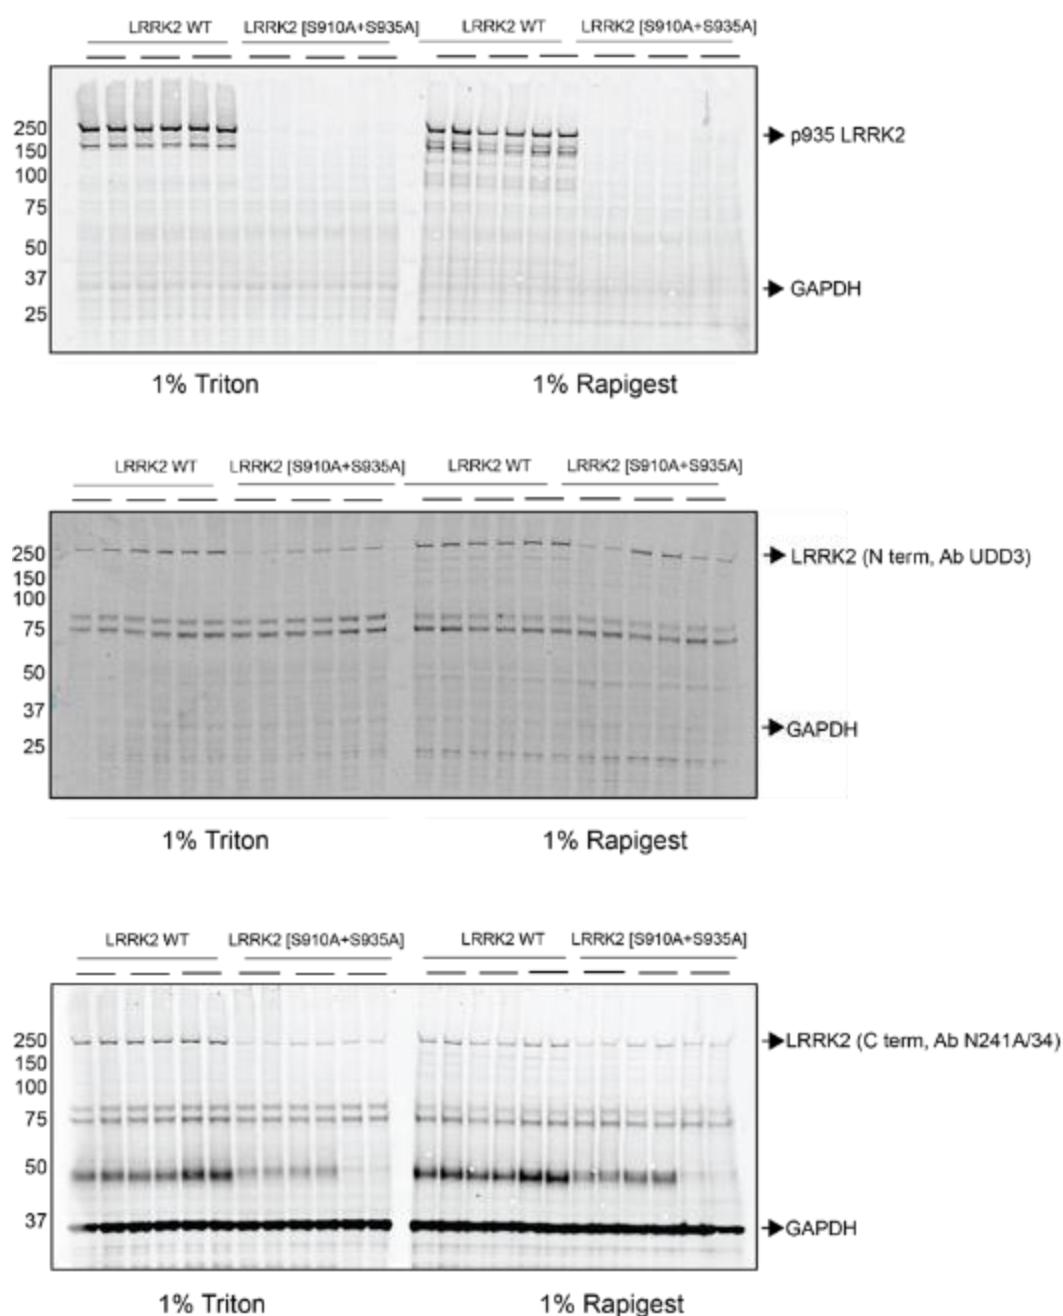 LRRK2 WT LRRK2 [S910A+S935A] LRRK2 WT LRRK2 [S910A+S935A]
250
150
100
75
50
37
25
p935 LRRK2
GAPDH
1% Triton 1% Rapigest
LRRK2 WT LRRK2 [S910A+S935A] LRRK2 WT LRRK2 [S910A+S935A]
250
150
100
75
50
37
25
LRRK2 (N term, Ab UDD3)
GAPDH
1% Triton 1% Rapigest
LRRK2 WT LRRK2 [S910A+S935A] LRRK2 WT LRRK2 [S910A+S935A]
250
150
100
75
50
37
LRRK2 (C term, Ab N241A/34)
GAPDH
1% Triton 1% Rapigest